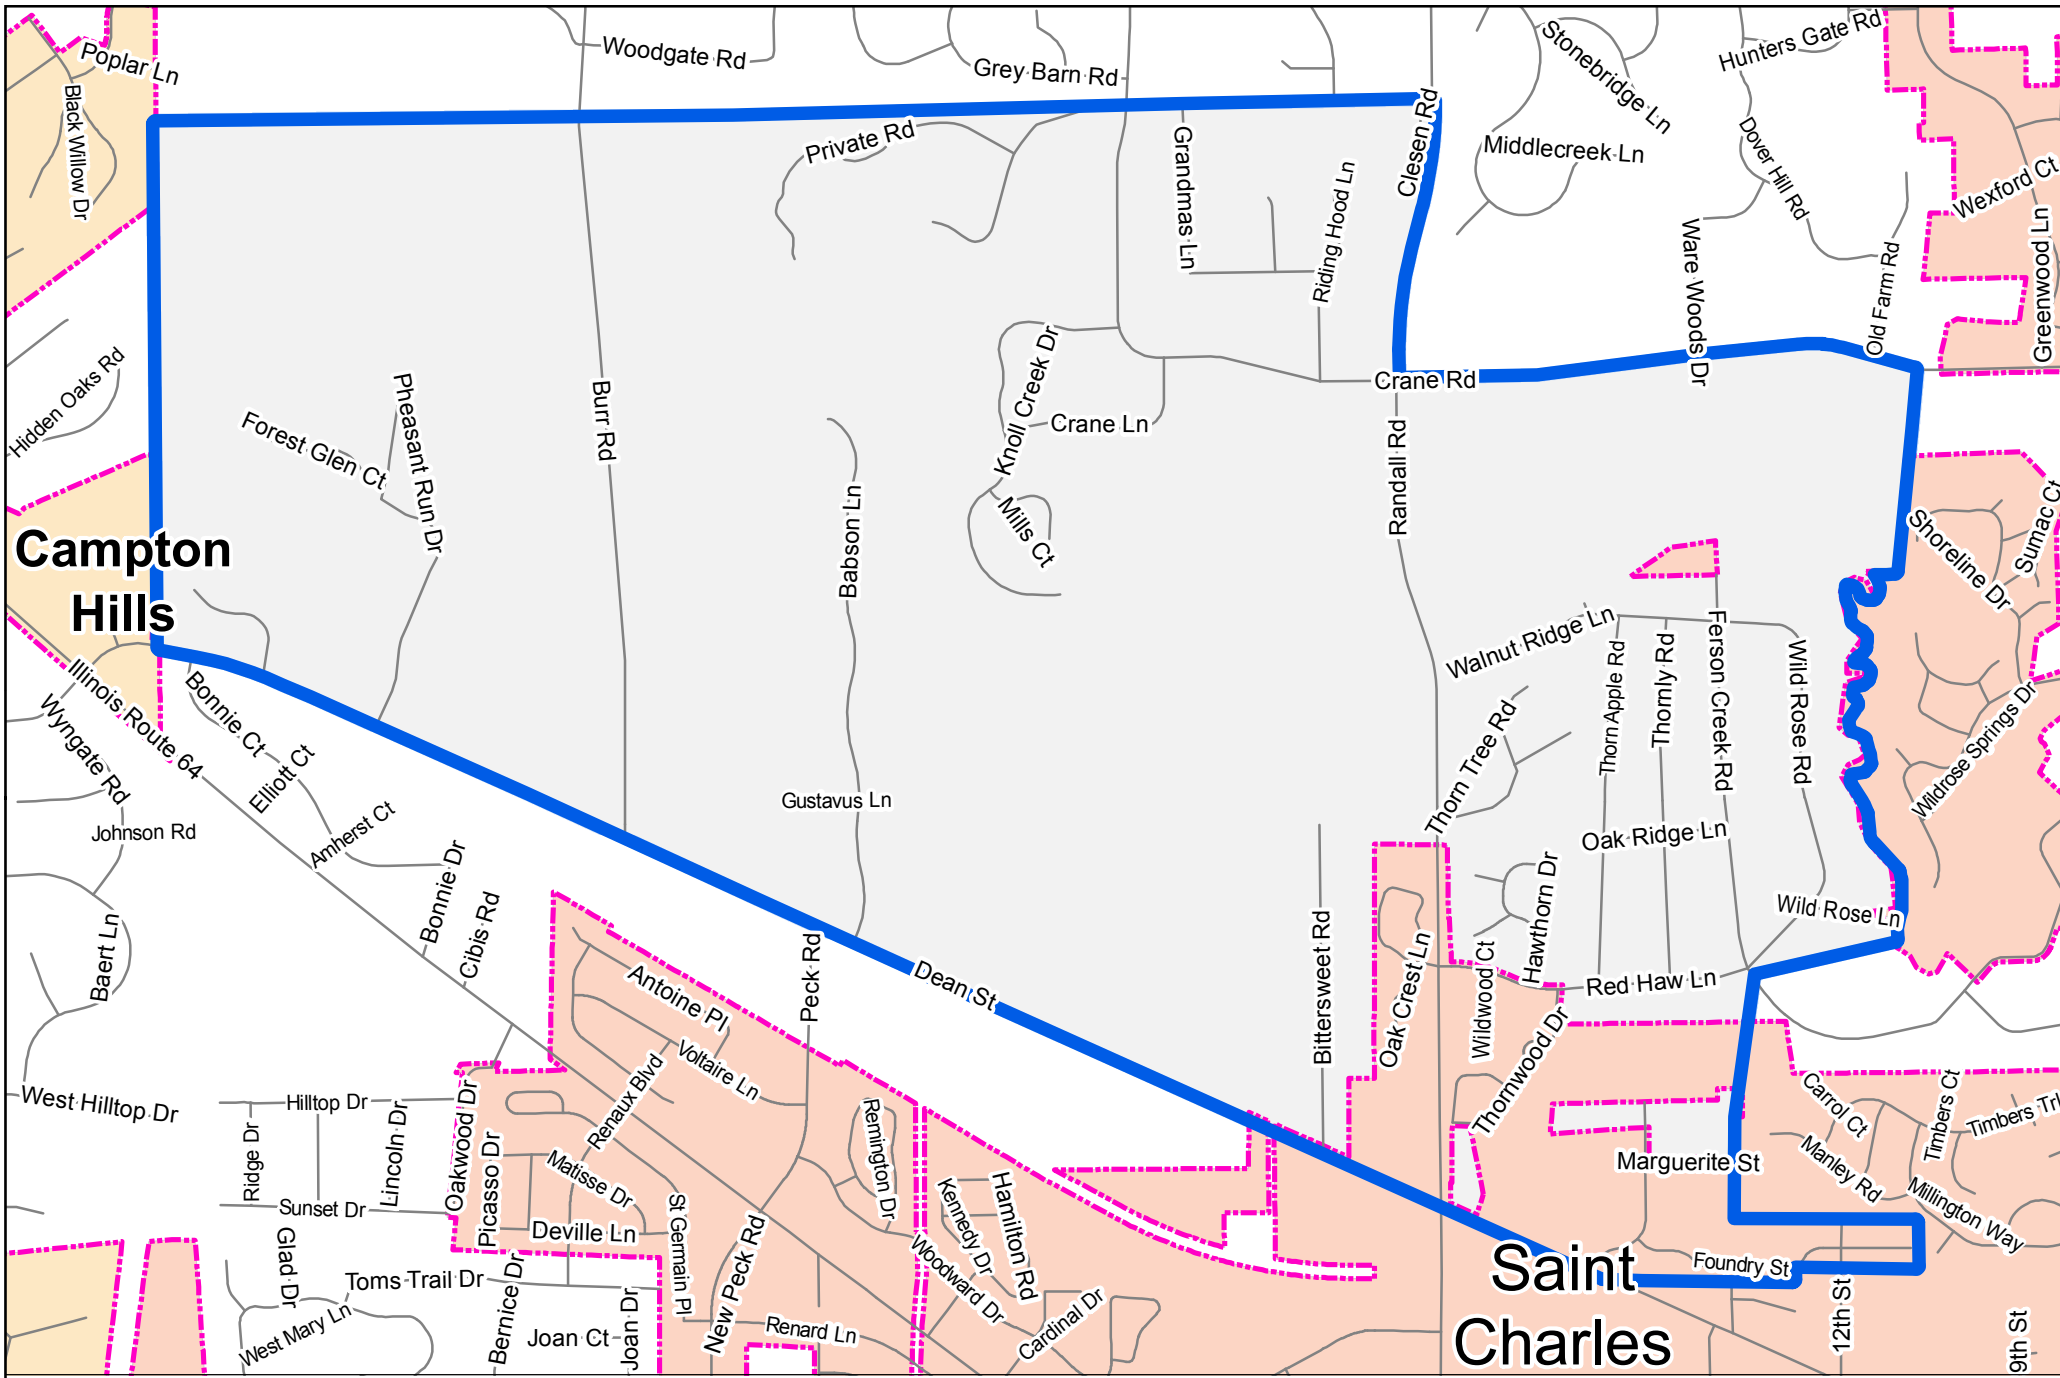 Poplar Ln
Woodgate Rd
Grey Barn Rd
Stonebridge Ln
Hunters Gate Rd
Black Willow Dr
Private Rd
Grandmas Ln
Clesen Rd
Middlecreek Ln
Dover Hill Rd
Wexford Ct
Riding Hood Ln
Ware Woods Dr
Old Farm Rd
Greenwood Ln
Hidden Oaks Rd
Pheasant Run Dr
Forest Glen Ct
Burr Rd
Knoll Creek Dr
Crane Rd
Crane Ln
Randall Rd
Babson Ln
Mills Ct
Shoreline Dr
Sumac Ct
Campton
Hills
Walnut Ridge Ln
Thorn Apple Rd
Thornly Rd
Ferson Creek Rd
Wild Rose Rd
Illinois Route 64
Bonnie Ct
Wyngate Rd
Elliott Ct
Thorn Tree Rd
Wildrose Springs Dr
Gustavus Ln
Johnson Rd
Amherst Ct
Oak Ridge Ln
Bonnie Dr
Cibis Rd
Hawthorn Dr
Wild Rose Ln
Baert Ln
Peck Rd
Dean St
Bittersweet Rd
Oak Crest Ln
Wildwood Ct
Red Haw Ln
Antoine Pl
Thornwood Dr
Voltaire Ln
Renaux Blvd
West Hilltop Dr
Hilltop Dr
Ridge Dr
Lincoln Dr
Oakwood Dr
Picasso Dr
Matisse Dr
Remington Dr
Carrol Ct
Timbers Ct
Timbers Trl
Marguerite St
Manley Rd
Millington Way
Sunset Dr
Glad Dr
Deville Ln
St Germain Pl
New Peck Rd
Kennedy Dr
Hamilton Rd
Woodward Dr
Foundry St
Saint
Charles
Toms Trail Dr
Bernice Dr
West Mary Ln
Joan Ct
Joan Dr
Renard Ln
Cardinal Dr
12th St
9th St